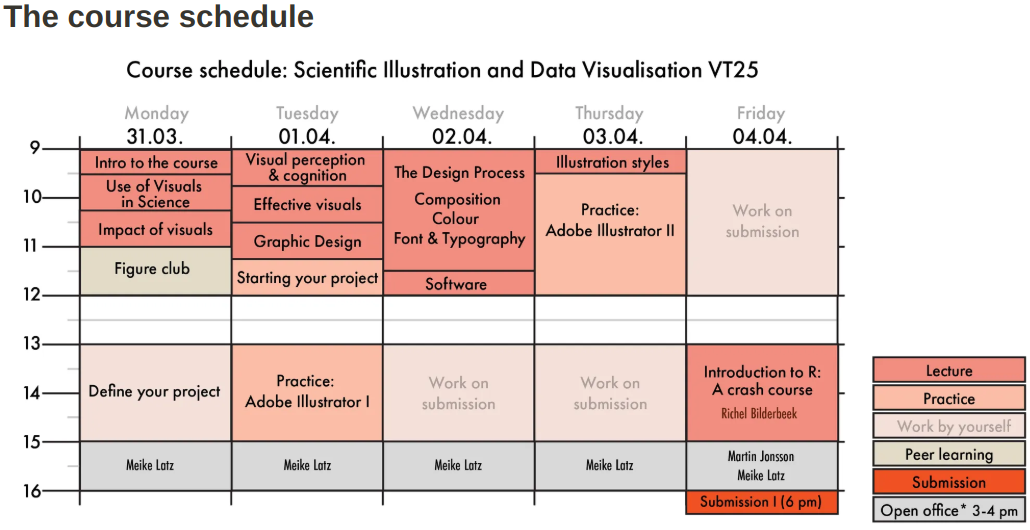 The course schedule
Course schedule: Scientific Illustration and Data Visualisation VT25
Monday Tuesday Wednesday Thursday Friday
31.03. 01.04. 02.04. 03.04. 04.04.
9
10
11
12
13
14
15
16
Intro to the course
Use of Visuals
in Science
Impact of visuals
Figure club
Define your project
Meike Latz
Visual perception
& cognition
Effective visuals
Graphic Design
Starting your project
Practice:
Adobe Illustrator I
Meike Latz
The Design Process
Composition
Colour
Font & Typography
Software
Work on
submission
Meike Latz
Illustration styles
Practice:
Adobe Illustrator II
Work on
submission
Meike Latz
Work on
submission
Introduction to R:
A crash course
Richel Bilderbeek
Martin Jonsson
Meike Latz
Submission I (6 pm)
Lecture
Practice
Work by yourself
Peer learning
Submission
Open office* 3-4 pm